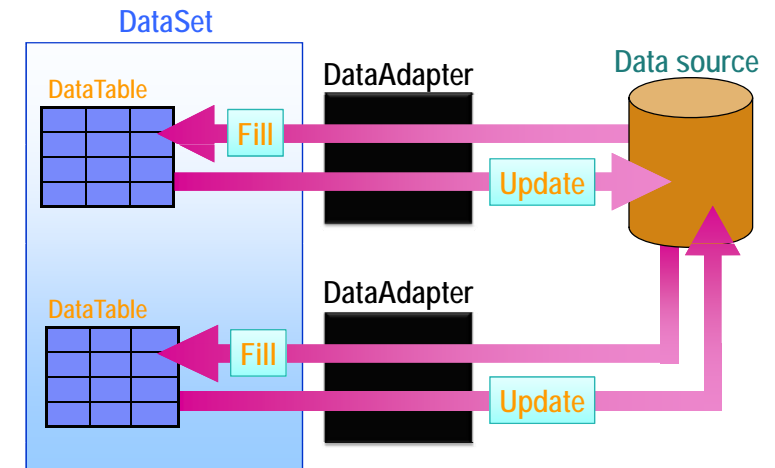 DataSet
DataTable
DataAdapter
Data source
Fill
Update
DataTable
DataAdapter
Fill
Update